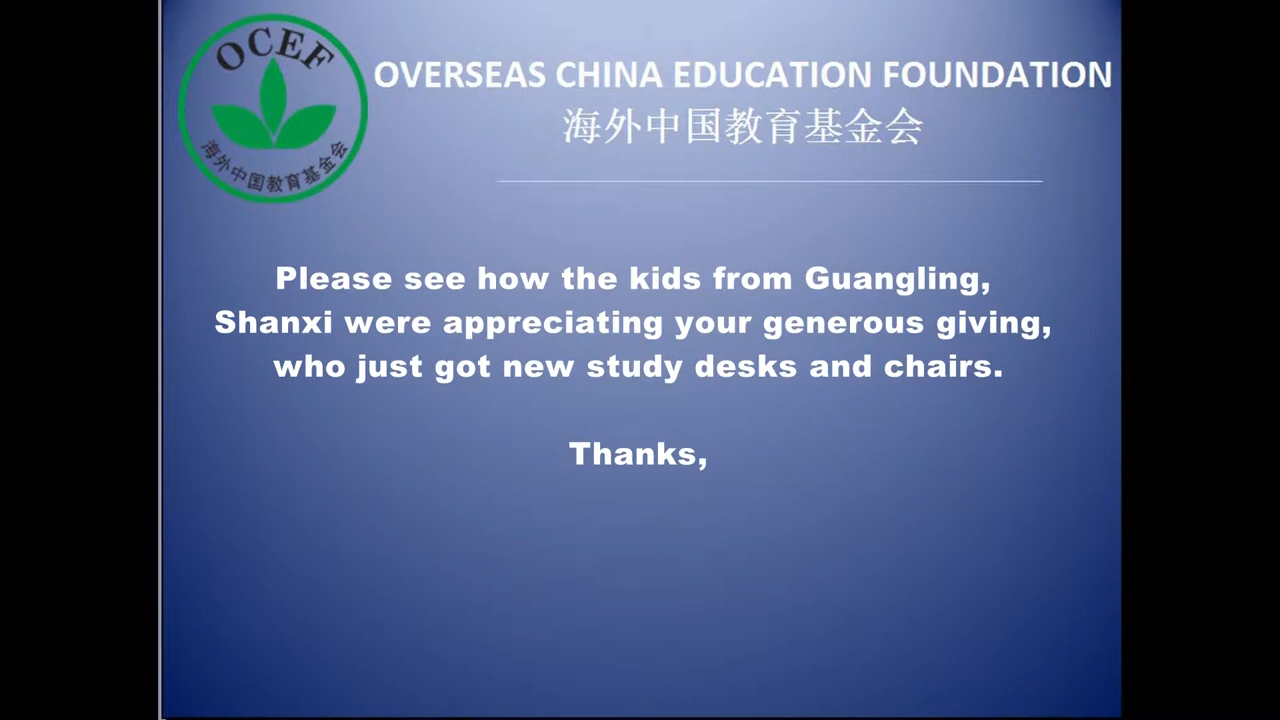 OCEF
海外中国教育基金会
OVERSEAS CHINA EDUCATION FOUNDATION
海外中国教育基金会
Please see how the kids from Guangling,
Shanxi were appreciating your generous giving,
who just got new study desks and chairs.
Thanks,